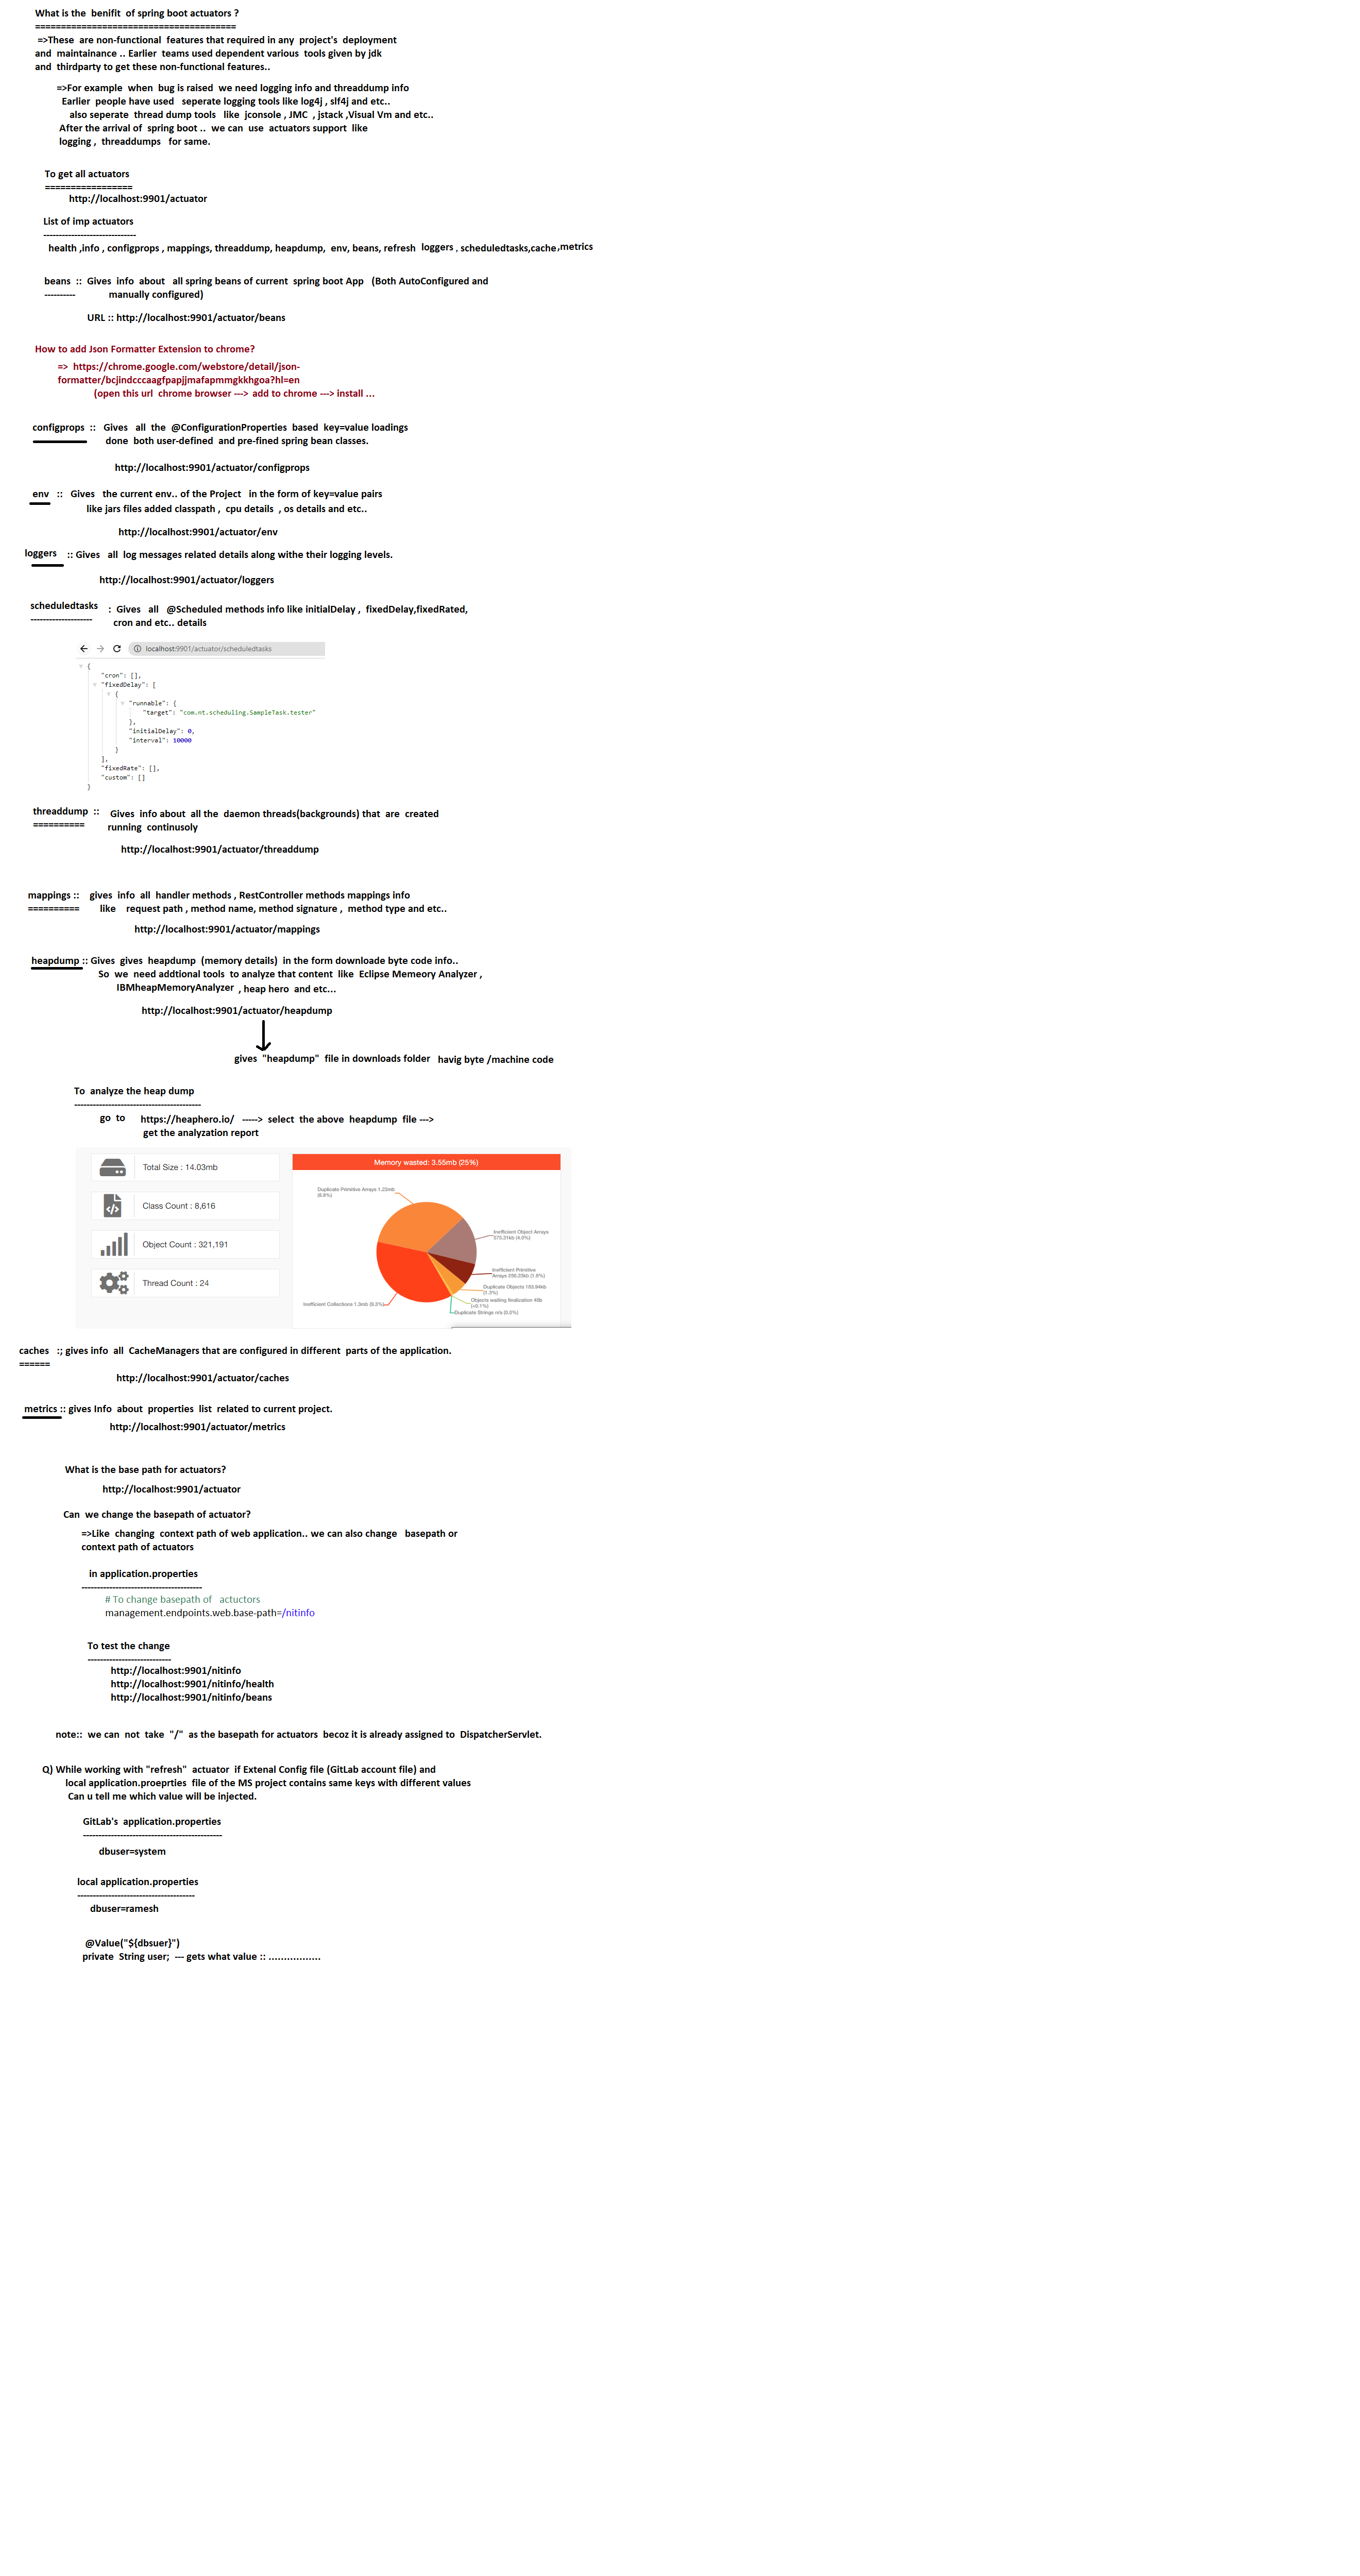 What is the benifit of spring boot actuators ?
=======================================
=>These are non-functional features that required in any project's deployment
and maintainance .. Earlier teams used dependent various tools given by jdk
and thirdparty to get these non-functional features..
=>For example when bug is raised we need logging info and threaddump info
Earlier people have used seperate logging tools like log4j , slf4j and etc..
also seperate thread dump tools like jconsole , JMC , jstack ,Visual Vm and etc..
After the arrival of spring boot .. we can use actuators support like
logging , threaddumps for same.
To get all actuators
=================
http://localhost:9901/actuator
List of imp actuators
------------------------------
health ,info , configprops , mappings, threaddump, heapdump, env, beans, refresh loggers , scheduledtasks,cache,metrics
beans :: Gives info about all spring beans of current spring boot App (Both AutoConfigured and
---------- manually configured)
URL :: http://localhost:9901/actuator/beans
How to add Json Formatter Extension to chrome?
=> https://chrome.google.com/webstore/detail/json-
formatter/bcjindcccaagfpapjjmafapmmgkkhgoa?hl=en
(open this url chrome browser ---> add to chrome ---> install ...
configprops :: Gives all the @ConfigurationProperties based key=value loadings
done both user-defined and pre-fined spring bean classes.
http://localhost:9901/actuator/configprops
env :: Gives the current env.. of the Project in the form of key=value pairs
like jars files added classpath , cpu details , os details and etc..
http://localhost:9901/actuator/env
loggers :: Gives all log messages related details along withe their logging levels.
http://localhost:9901/actuator/loggers
scheduledtasks : Gives all @Scheduled methods info like initialDelay , fixedDelay,fixedRated,
-------------------- cron and etc.. details
localhost:9901/actuator/scheduledtasks
{
"cron": [],
"fixedDelay": [
{
"runnable": {
"target": "com.nt.scheduling.SampleTask.tester"
},
"initialDelay": 0,
"interval": 10000
}
],
"fixedRate": [],
"custom": []
}
threaddump :: Gives info about all the daemon threads(backgrounds) that are created
========== running continusoly
http://localhost:9901/actuator/threaddump
mappings :: gives info all handler methods , RestController methods mappings info
========== like request path , method name, method signature , method type and etc..
http://localhost:9901/actuator/mappings
heapdump :: Gives gives heapdump (memory details) in the form downloade byte code info..
So we need addtional tools to analyze that content like Eclipse Memeory Analyzer ,
IBMheapMemoryAnalyzer , heap hero and etc...
http://localhost:9901/actuator/heapdump
gives "heapdump" file in downloads folder havig byte /machine code
To analyze the heap dump
-----------------------------------------
go to https://heaphero.io/ -----> select the above heapdump file --->
get the analyzation report
Total Size : 14.03mb
Class Count : 8,616
Object Count : 321,191
Thread Count : 24
Memory wasted: 3.55mb (25%)
Duplicate Primitive Arrays 1.23mb
(8.8%)
Inefficient Object Arrays
575.31kb (4.0%)
Inefficient Primitive
Arrays (1.8%)
Duplicate Objects 183.94kb
(1.3%)
Objects waiting finalization
(<0.1%)
Duplicate Strings n/a (0.0%)
Inefficient Collections 1.3mb (9.3%)
caches :; gives info all CacheManagers that are configured in different parts of the application.
======
http://localhost:9901/actuator/caches
metrics :: gives Info about properties list related to current project.
http://localhost:9901/actuator/metrics
What is the base path for actuators?
http://localhost:9901/actuator
Can we change the basepath of actuator?
=>Like changing context path of web application.. we can also change basepath or
context path of actuators
in application.properties
---------------------------------------
# To change basepath of actuctors
management.endpoints.web.base-path=/nitinfo
To test the change
---------------------------
http://localhost:9901/nitinfo
http://localhost:9901/nitinfo/health
http://localhost:9901/nitinfo/beans
note:: we can not take "/" as the basepath for actuators becoz it is already assigned to DispatcherServlet.
Q) While working with "refresh" actuator if Extenal Config file (GitLab account file) and
local application.proeprties file of the MS project contains same keys with different values
Can u tell me which value will be injected.
GitLab's application.properties
---------------------------------------------
dbuser=system
local application.properties
--------------------------------------
dbuser=ramesh
@Value("${dbsuer}")
private String user; --- gets what value :: .................